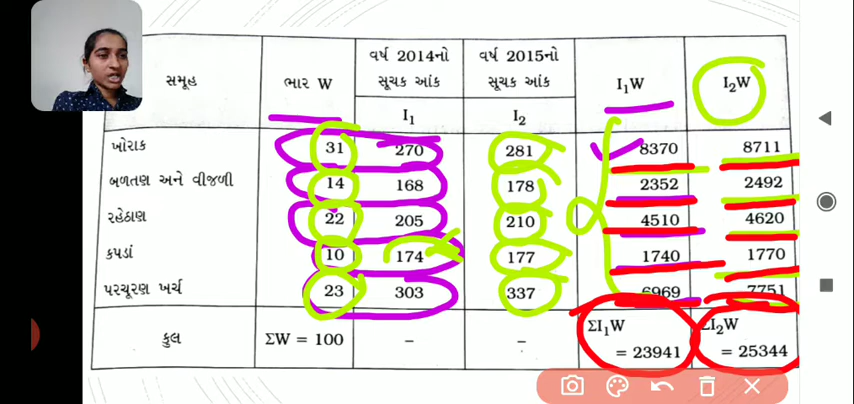 સમૂહ ભાર W વર્ષ 2014નો સૂચક આંક I₁ વર્ષ 2015નો સૂચક આંક I₂ I₁W I₂W
ખોરાક 31 270 281 8370 8711
બળતણ અને વીજળી 14 168 178 2352 2492
રહેઠાણ 22 205 210 4510 4620
કપડાં 10 174 177 1740 1770
પરચૂરણ ખર્ચ 23 303 337 6969 7751
કુલ ΣW = 100 – – ΣI₁W = 23941 ΣI₂W = 25344